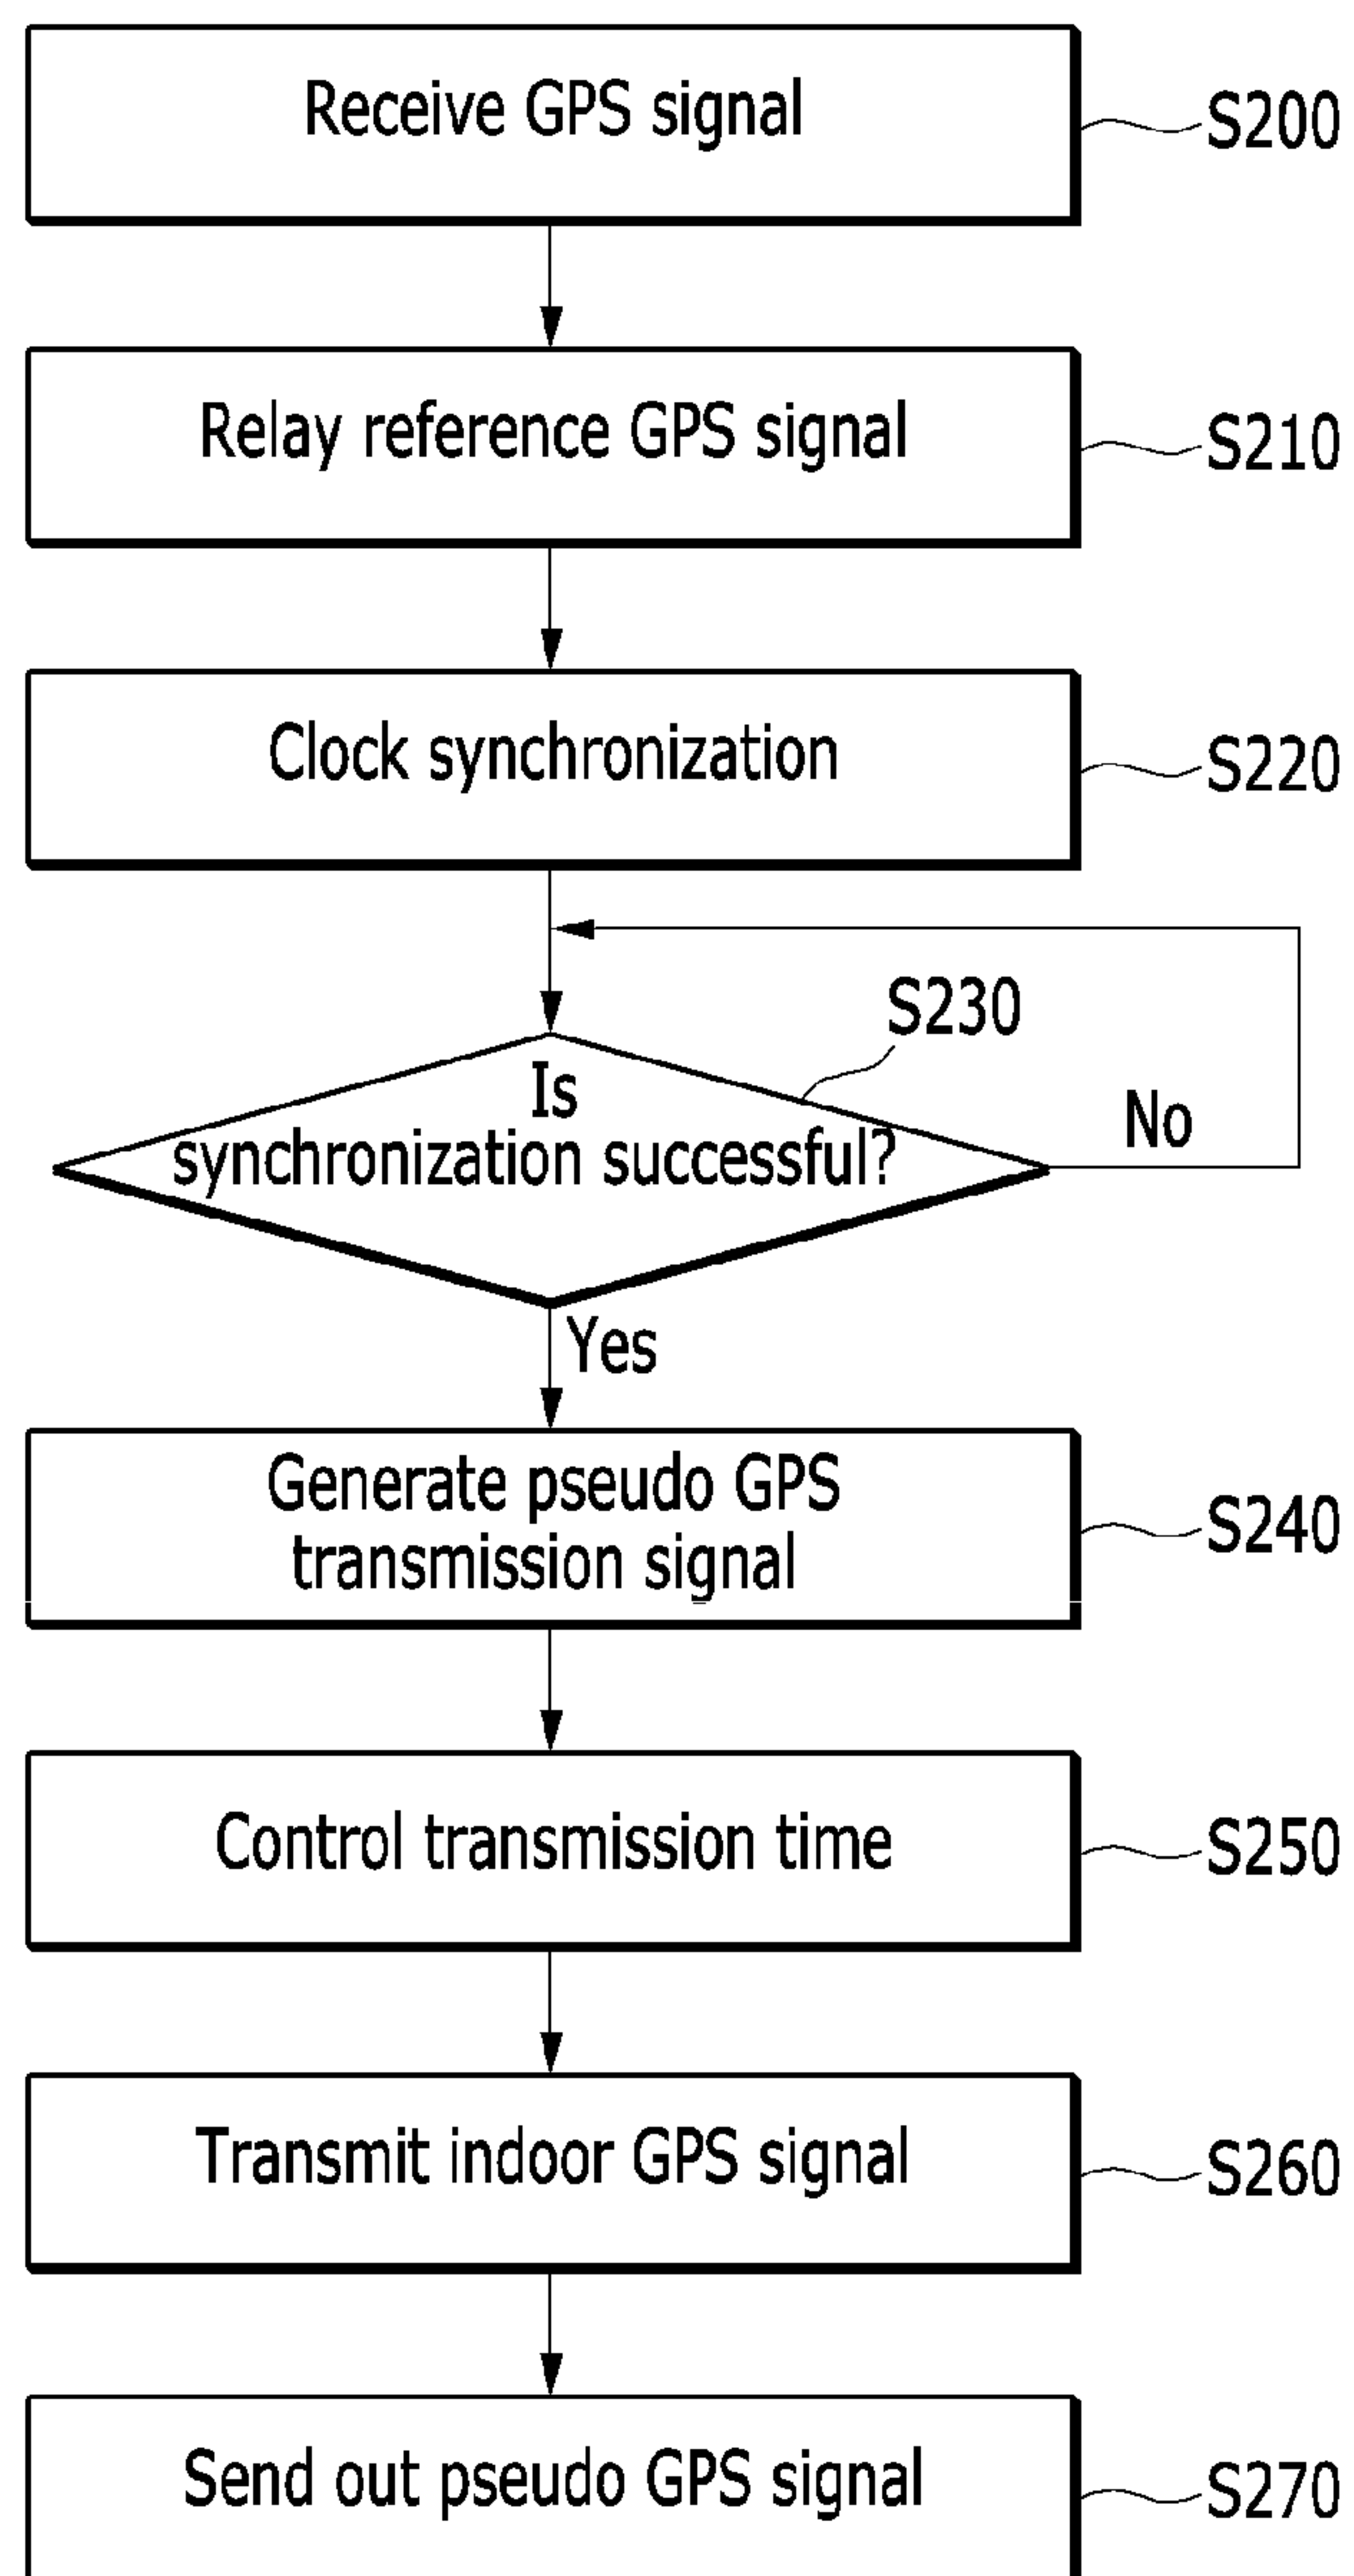 Receive GPS signal
S200
Relay reference GPS signal
S210
Clock synchronization
S220
S230
Is
synchronization successful?
No
Yes
Generate pseudo GPS
transmission signal
S240
Control transmission time
S250
Transmit indoor GPS signal
S260
Send out pseudo GPS signal
S270